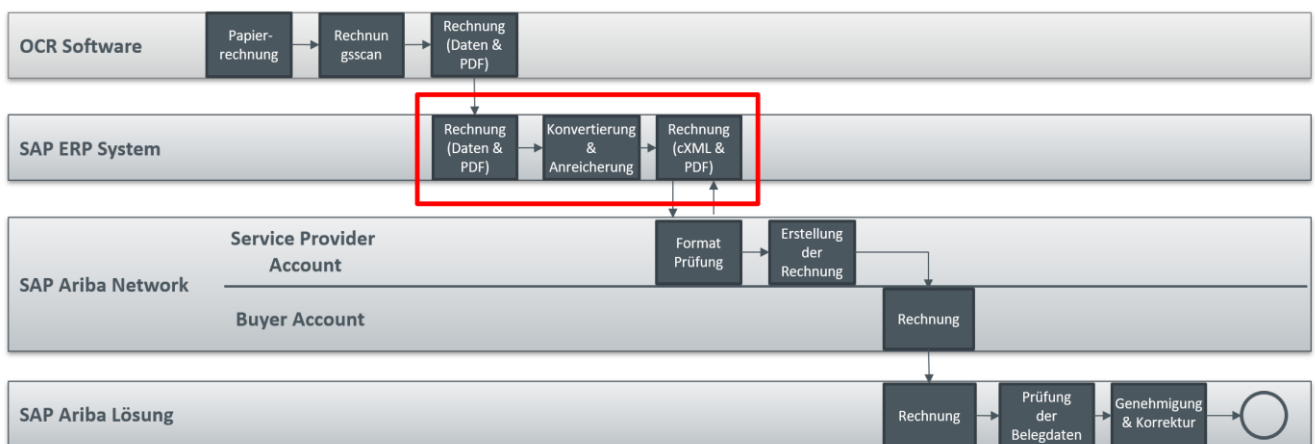 OCR Software
Papier-
rechnung
Rechnun
gsscan
Rechnung
(Daten &
PDF)
SAP ERP System
Rechnung
(Daten &
PDF)
Konvertierung
&
Anreicherung
Rechnung
(cXML &
PDF)
SAP Ariba Network
Service Provider
Account
Format
Prüfung
Erstellung
der
Rechnung
Buyer Account
Rechnung
SAP Ariba Lösung
Rechnung
Prüfung
der
Belegdaten
Genehmigung
& Korrektur